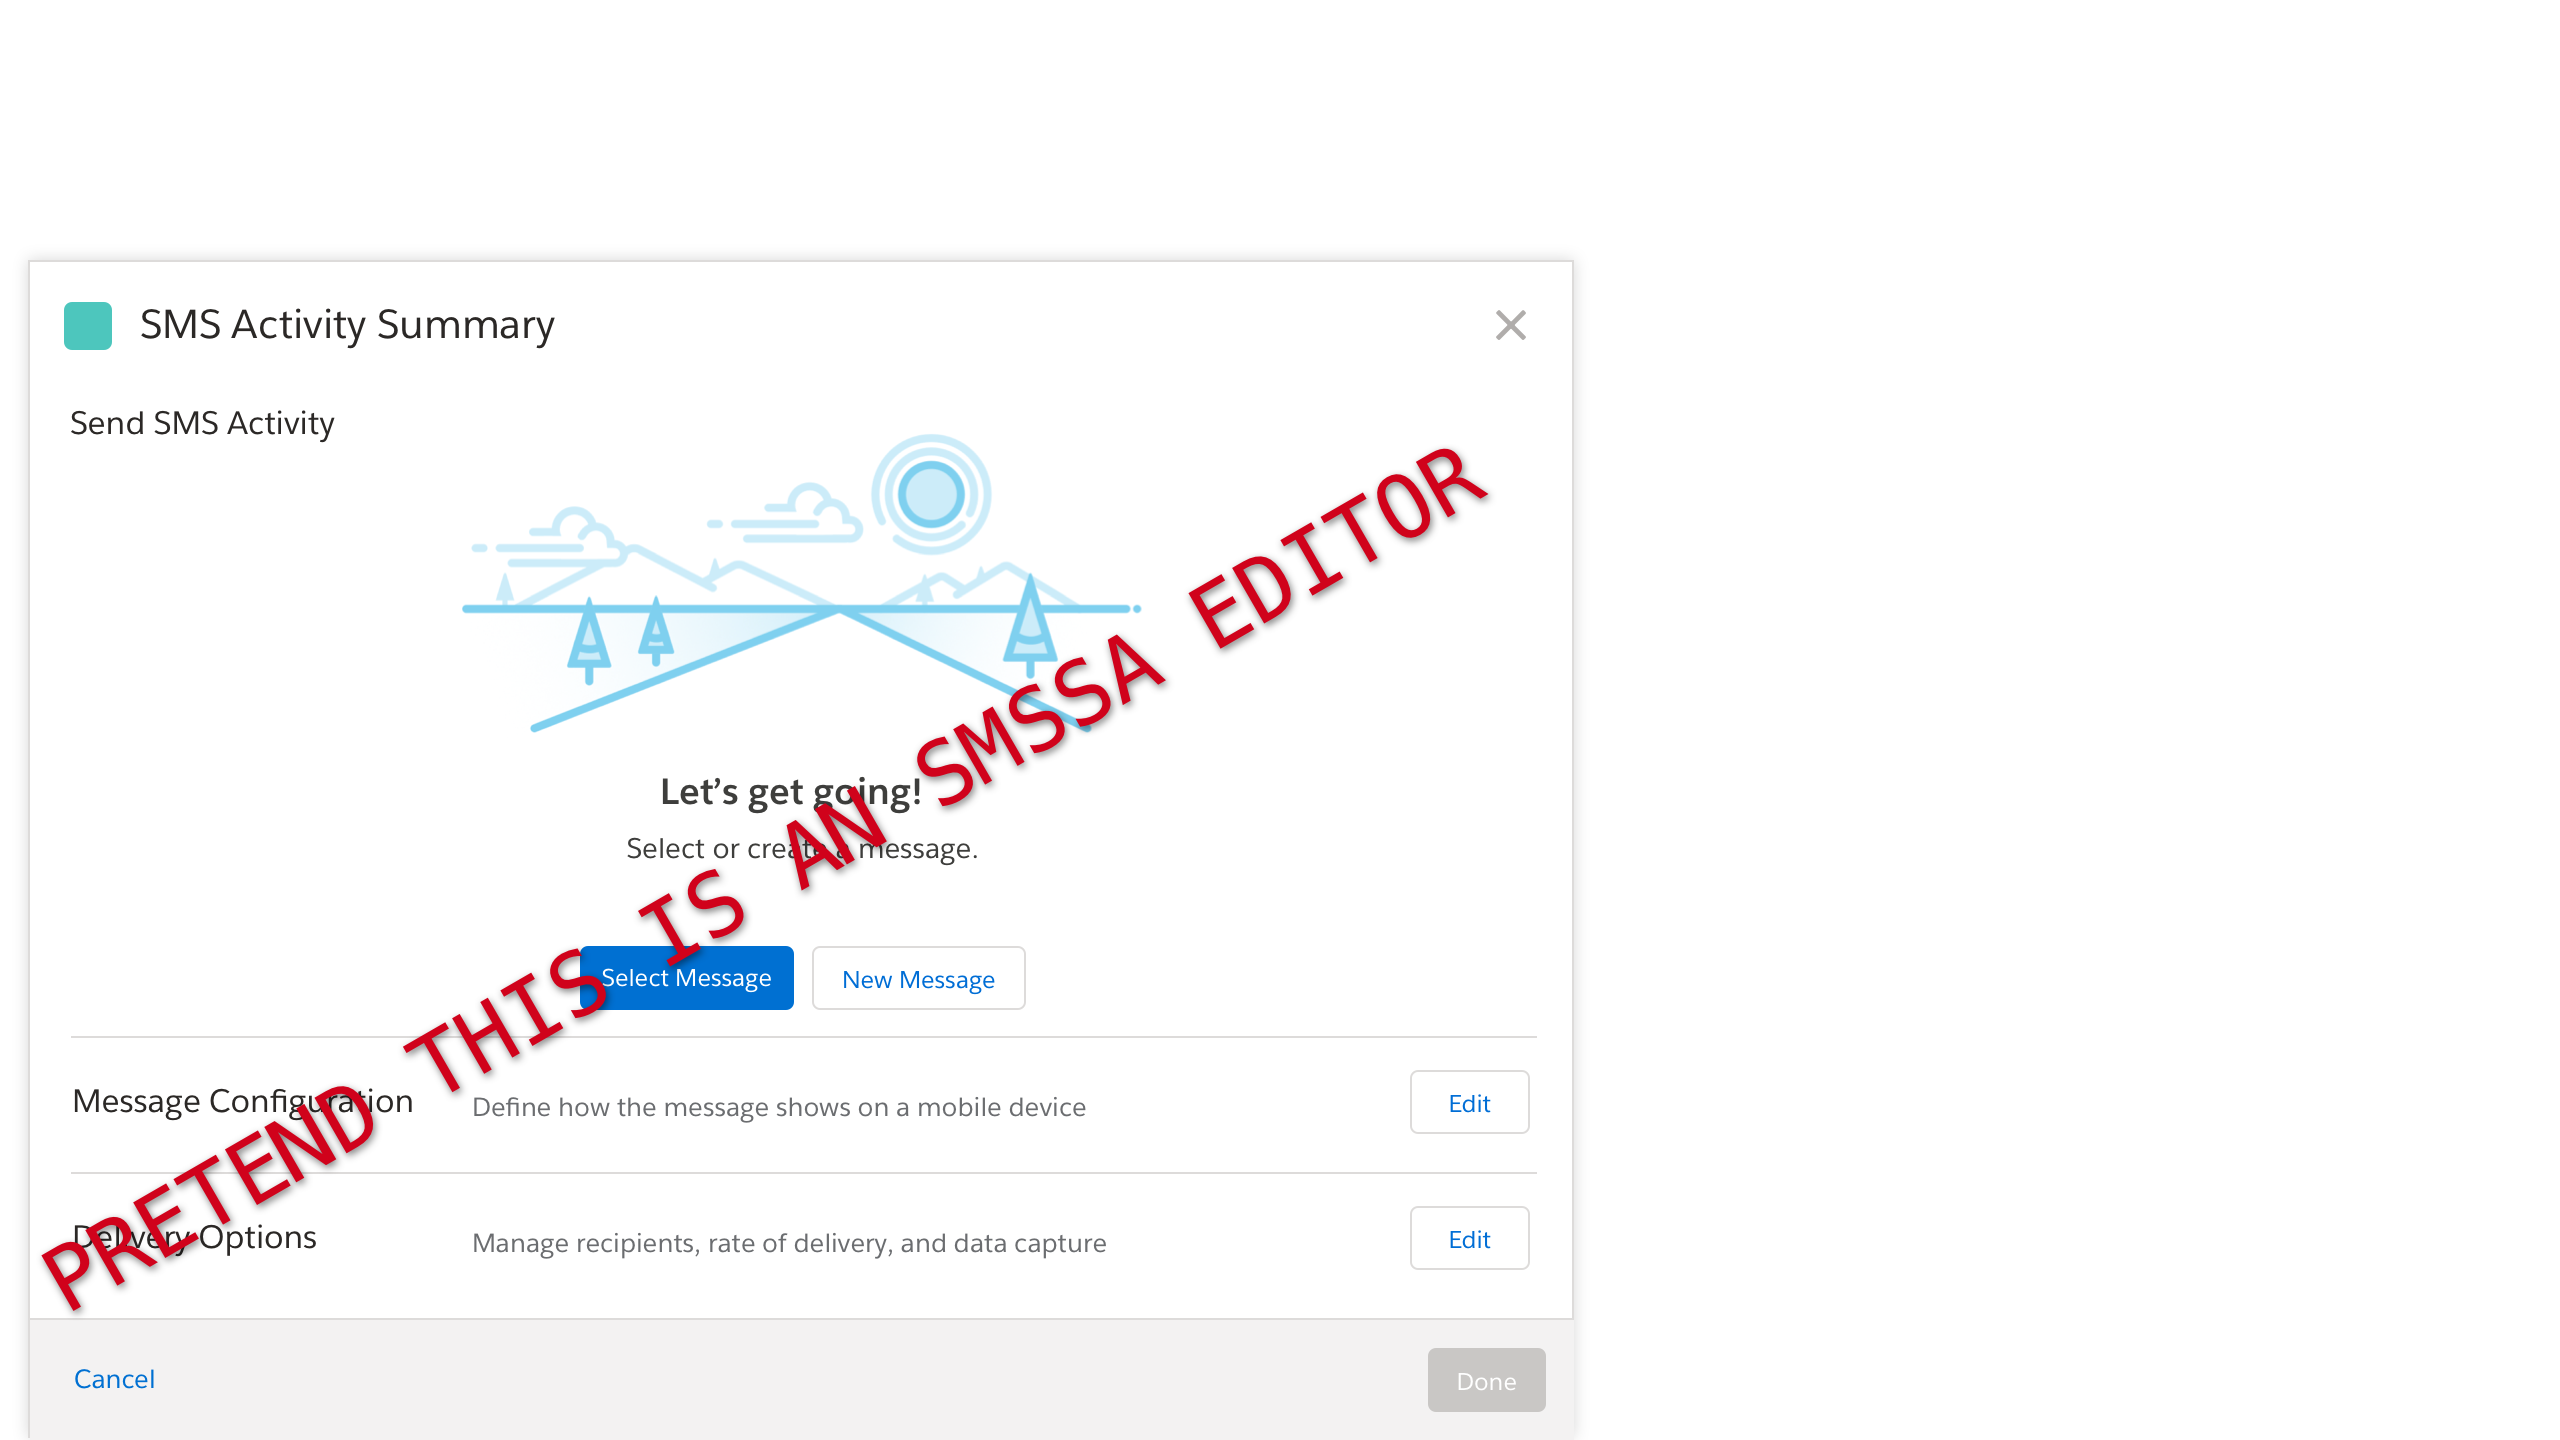 SMS Activity Summary
Send SMS Activity
Let’s get going!
Select or create a message.
Select Message
New Message
Message Configuration
Define how the message shows on a mobile device
Edit
Delivery Options
Manage recipients, rate of delivery, and data capture
Edit
Cancel
Done
PRETEND THIS IS AN SMSSA EDITOR